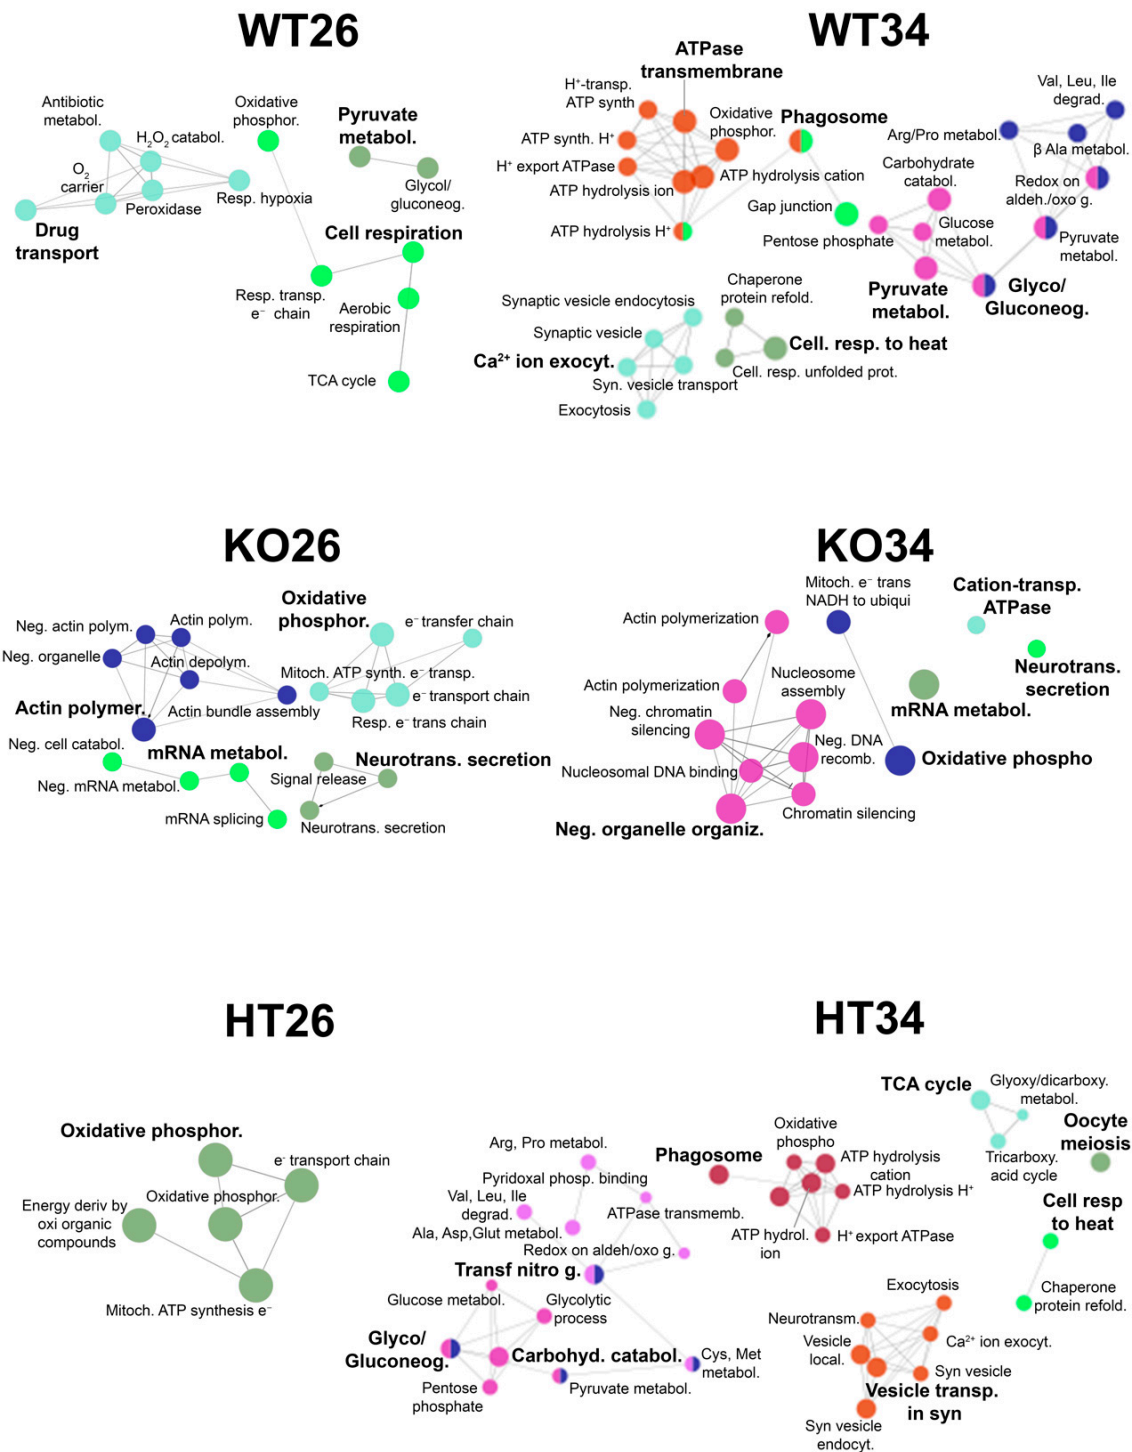 WT26
Antibiotic
metabol.
H2O2 catabol.
O2
carrier
Peroxidase
Resp. hypoxia
Drug
transport
Oxidative
phosphor.
Pyruvate
metabol.
Glycol/
gluconeog.
Cell respiration
Resp. transp.
e⁻ chain
Aerobic
respiration
TCA cycle
WT34
ATPase
transmembrane
H⁺-transp.
ATP synth
ATP synth. H⁺
H⁺ export ATPase
ATP hydrolysis ion
ATP hydrolysis H⁺
Oxidative
phosphor.
Phagosome
ATP hydrolysis cation
Gap junction
Val, Leu, Ile
degrad.
Arg/Pro metabol.
β Ala metabol.
Carbohydrate
catabol.
Redox on
aldeh./oxo g.
Pentose phosphate
Glucose
metabol.
Pyruvate
metabol.
Pyruvate
metabol.
Glyco/
Gluconeog.
Synaptic vesicle endocytosis
Synaptic vesicle
Ca²⁺ ion exocyt.
Syn. vesicle transport
Exocytosis
Chaperone
protein refold.
Cell. resp. to heat
Cell. resp. unfolded prot.
KO26
Neg. actin polym.
Actin polym.
Neg. organelle
Actin depolym.
Actin polymer.
Actin bundle assembly
Oxidative
phosphor.
e⁻ transfer chain
Mitoch. ATP synth. e⁻ transp.
e⁻ transport chain
Resp. e⁻ trans chain
Neg. cell catabol.
mRNA metabol.
Neg. mRNA metabol.
mRNA splicing
Neurotrans. secretion
Signal release
Neurotrans. secretion
KO34
Actin polymerization
Mitoch. e⁻ trans
NADH to ubiqui
Cation-transp.
ATPase
Neurotrans.
secretion
Actin polymerization
Nucleosome
assembly
mRNA metabol.
Neg. chromatin
silencing
Neg. DNA
recomb.
Oxidative phospho
Nucleosomal DNA binding
Chromatin silencing
Neg. organelle organiz.
HT26
Oxidative phosphor.
e⁻ transport chain
Oxidative phosphor.
Energy deriv by
oxi organic
compounds
Mitoch. ATP synthesis e⁻
HT34
Arg, Pro metabol.
Pyridoxal phosp. binding
Val, Leu, Ile
degrad.
ATPase transmemb.
Ala, Asp,Glut metabol.
Redox on aldeh/oxo g.
Transf nitro g.
Glucose metabol.
Glycolytic
process
Glyco/
Gluconeog.
Carbohyd. catabol.
Cys, Met
metabol.
Pyruvate metabol.
Pentose
phosphate
Phagosome
Oxidative
phospho
ATP hydrolysis
cation
ATP hydrolysis H⁺
ATP hydrol.
ion
H⁺ export ATPase
TCA cycle
Glyoxy/dicarboxy.
metabol.
Tricarboxy.
acid cycle
Oocyte
meiosis
Cell resp
to heat
Chaperone
protein refold.
Exocytosis
Neurotransm.
Ca²⁺ ion exocyt.
Vesicle
local.
Syn vesicle
Vesicle transp.
in syn
Syn vesicle
endocyt.